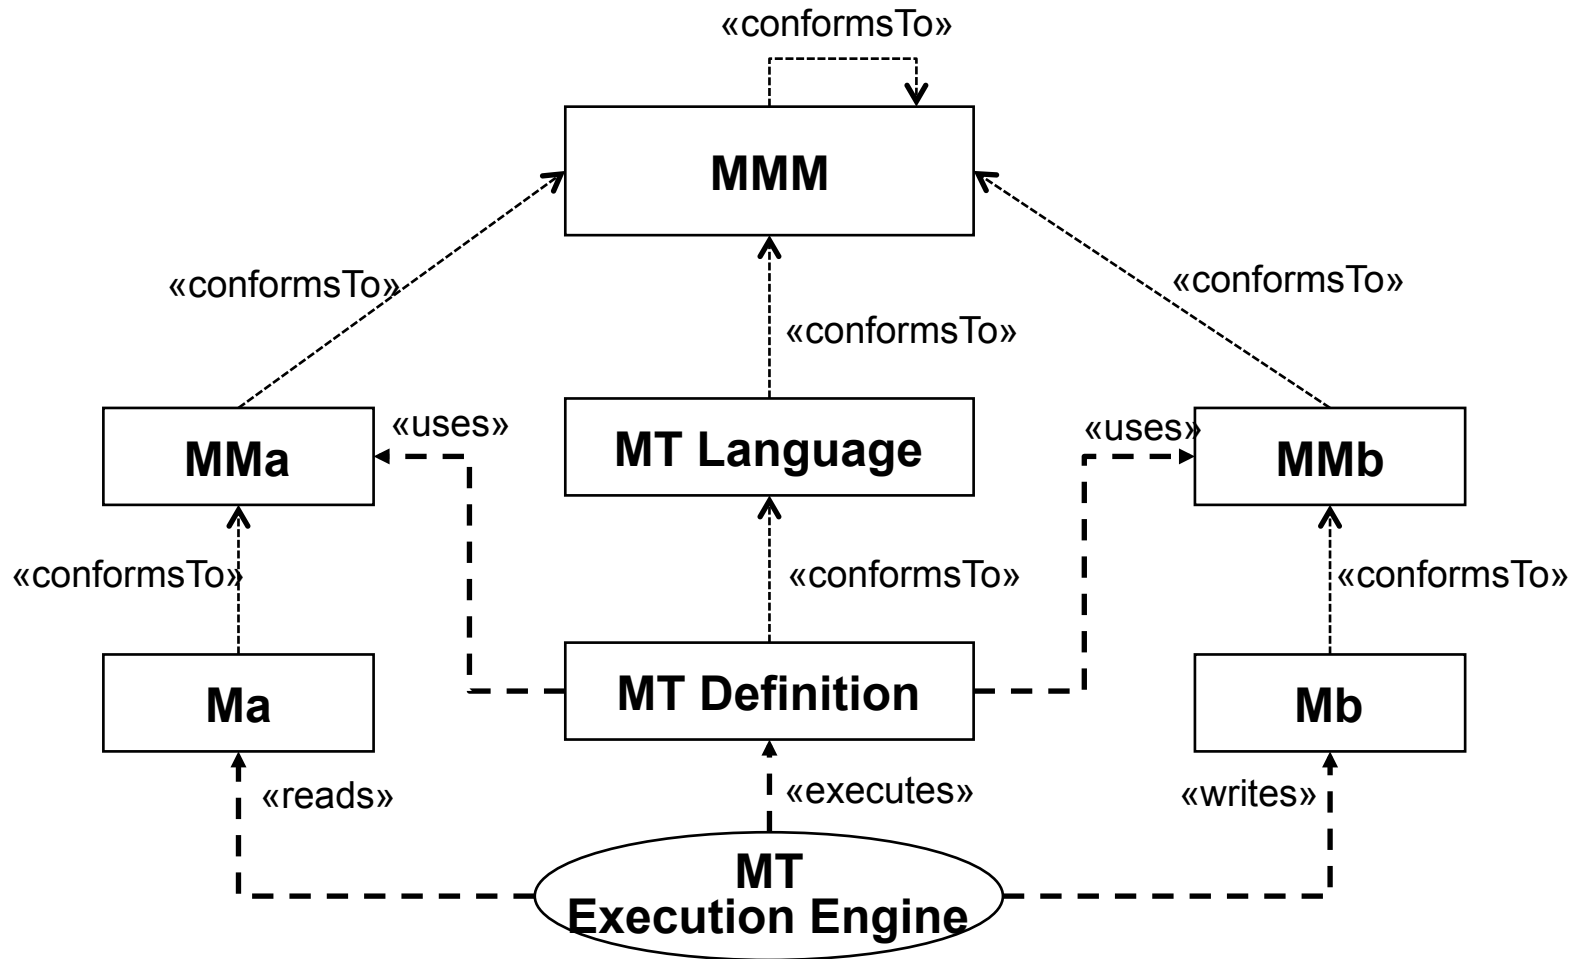 «conformsTo»
MMM
«conformsTo»
«conformsTo»
«conformsTo»
«uses»
«uses»
MMa
MT Language
MMb
«conformsTo»
«conformsTo»
«conformsTo»
Ma
MT Definition
Mb
«reads»
«executes»
«writes»
MT
Execution Engine